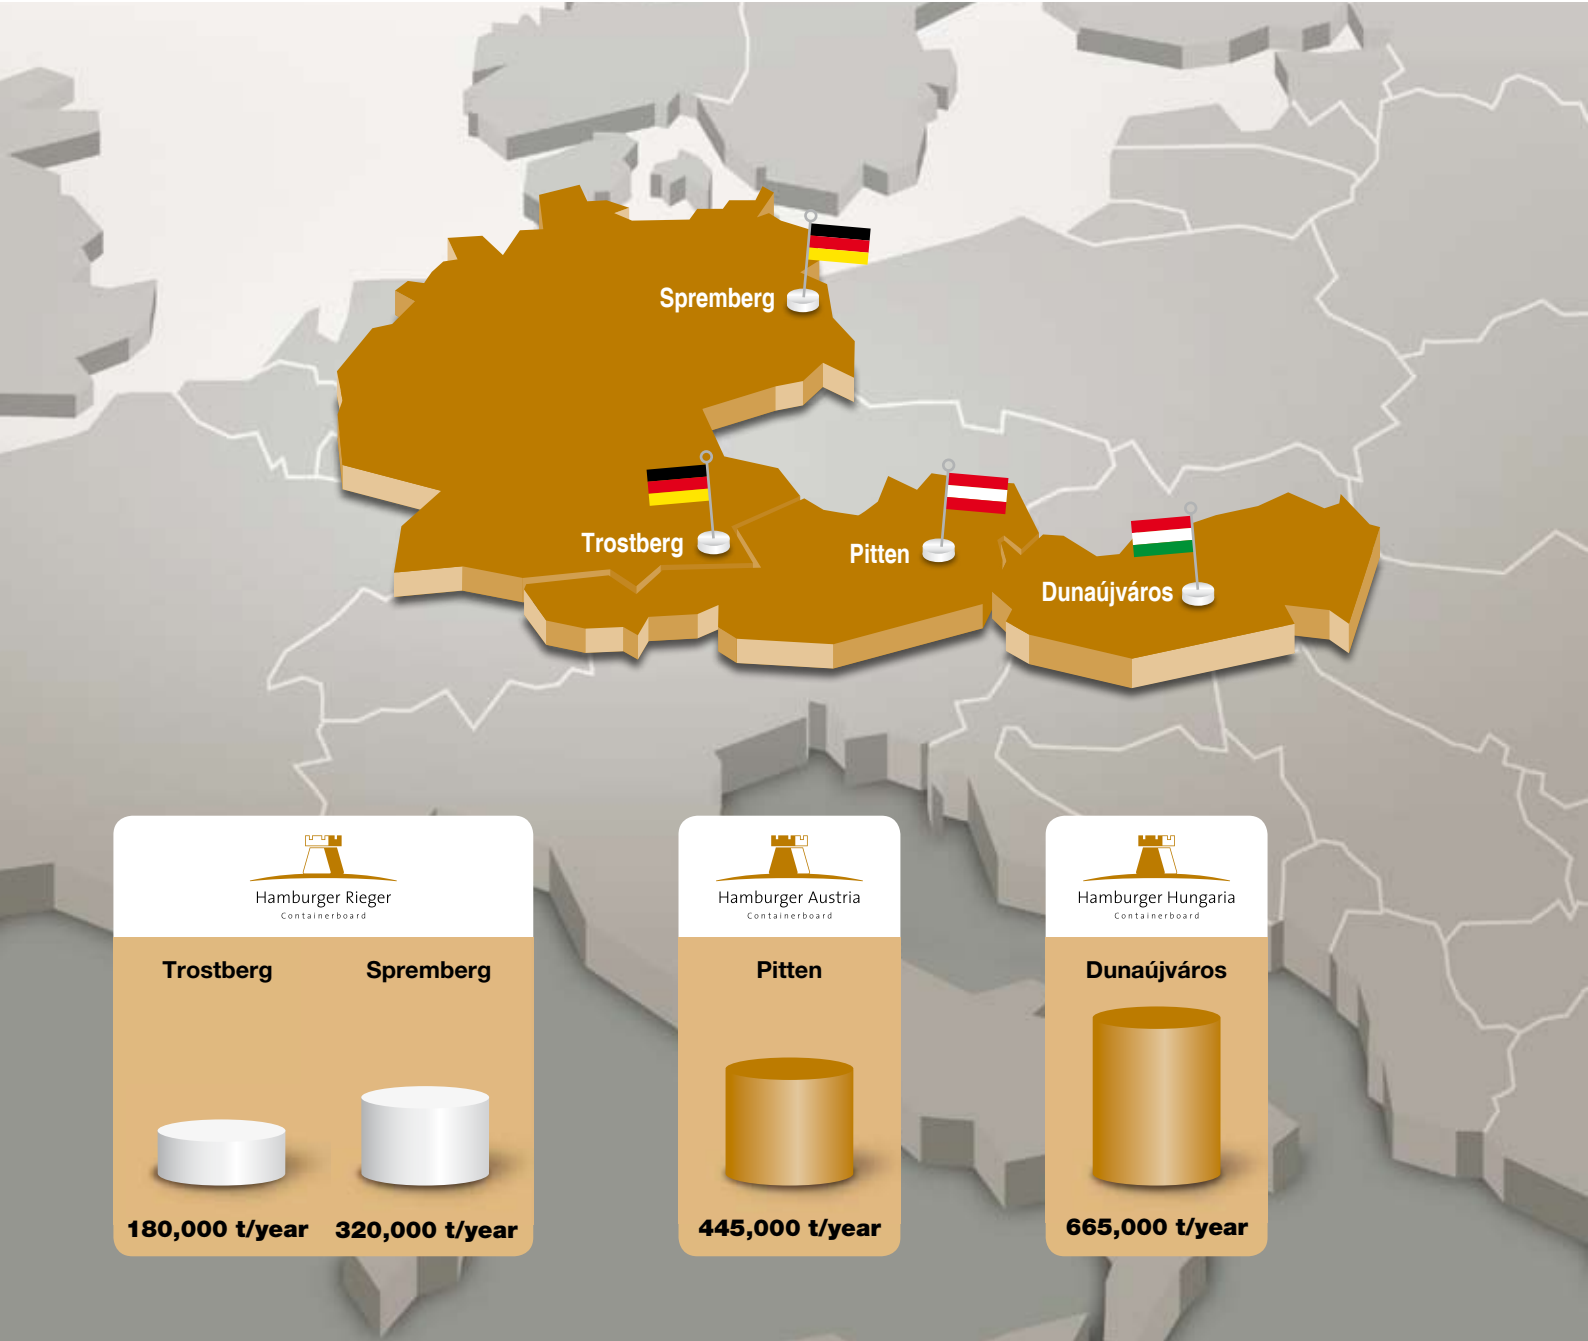 Spremberg
Trostberg
Pitten
Dunaújváros
Hamburger Rieger
Containerboard
Trostberg
Spremberg
180,000 t/year
320,000 t/year
Hamburger Austria
Containerboard
Pitten
445,000 t/year
Hamburger Hungaria
Containerboard
Dunaújváros
665,000 t/year